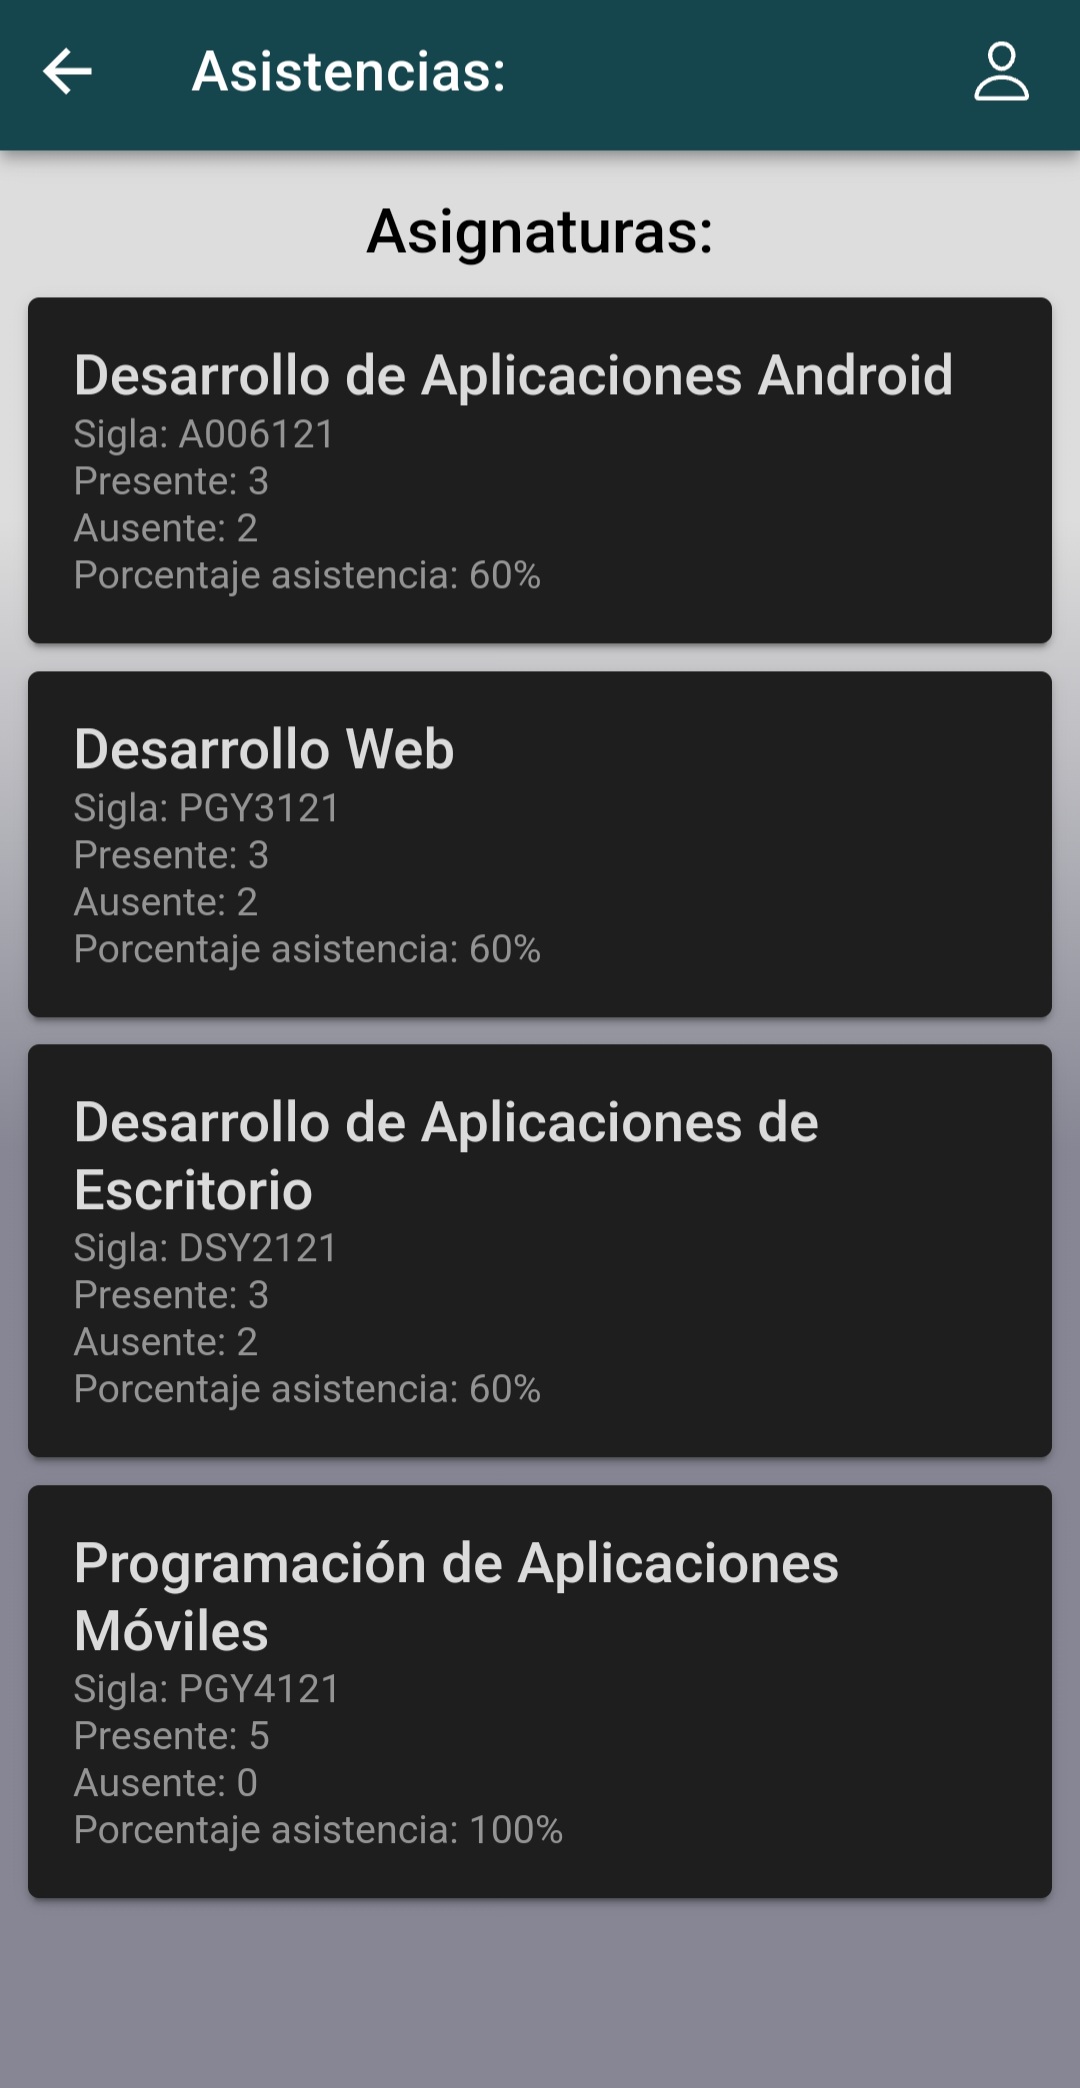 Asistencias:
Asignaturas:
Desarrollo de Aplicaciones Android
Sigla: A006121
Presente: 3
Ausente: 2
Porcentaje asistencia: 60%
Desarrollo Web
Sigla: PGY3121
Presente: 3
Ausente: 2
Porcentaje asistencia: 60%
Desarrollo de Aplicaciones de
Escritorio
Sigla: DSY2121
Presente: 3
Ausente: 2
Porcentaje asistencia: 60%
Programación de Aplicaciones
Móviles
Sigla: PGY4121
Presente: 5
Ausente: 0
Porcentaje asistencia: 100%